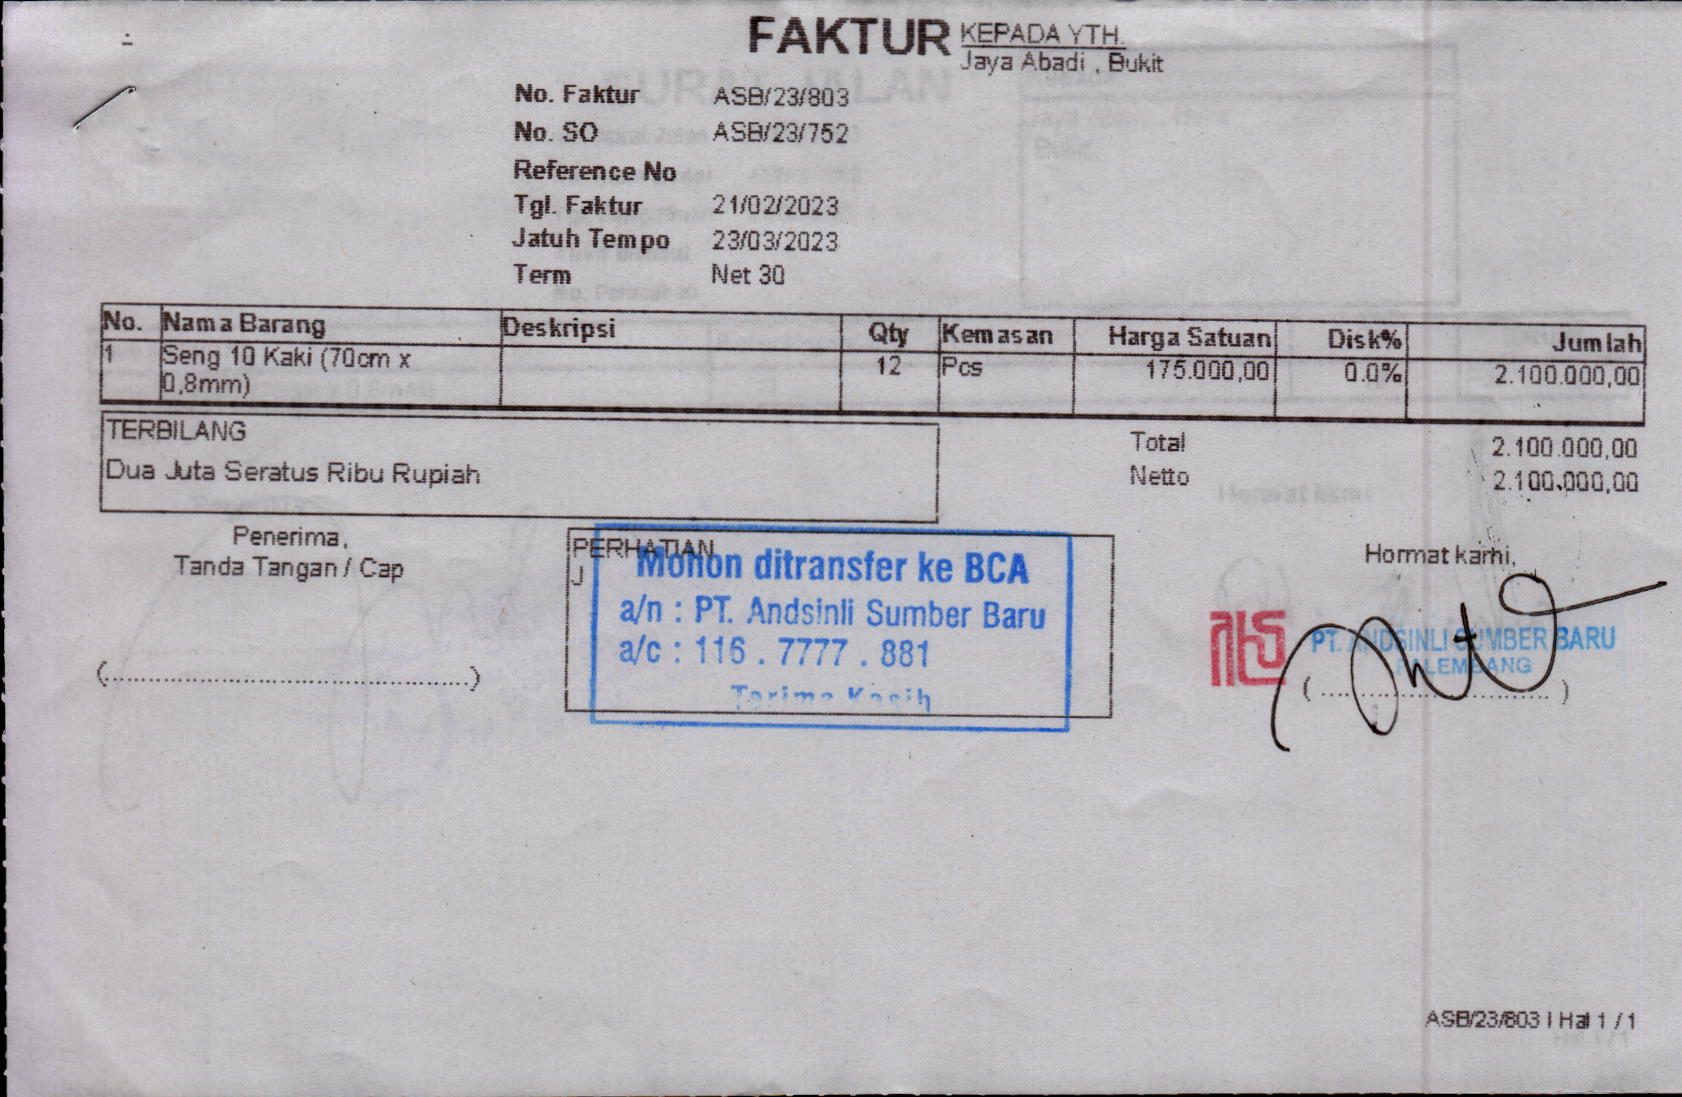 FAKTUR
KEPADA YTH.
Jaya Abadi , Bukit
No. Faktur ASB/23/803
No. SO ASB/23/752
Reference No
Tgl. Faktur 21/02/2023
Jatuh Tempo 23/03/2023
Term Net 30
No. Nama Barang Deskripsi Qty Kemasan Harga Satuan Disk% Jumlah
1 Seng 10 Kaki (70cm x 12 Pcs 175.000,00 0.0% 2.100.000,00
0,8mm)
TERBILANG
Dua Juta Seratus Ribu Rupiah
Total 2.100.000,00
Netto 2.100.000,00
Penerima,
Tanda Tangan / Cap
(..........................................................)
PERHATIAN
J
Mohon ditransfer ke BCA
a/n : PT. Andsinli Sumber Baru
a/c : 116 . 7777 . 881
Terima Kasih
Hormat kami,
PT. ANDSINLI SUMBER BARU
PALEMBANG
( ..................................... )
ASB/23/803 | Hal 1 / 1